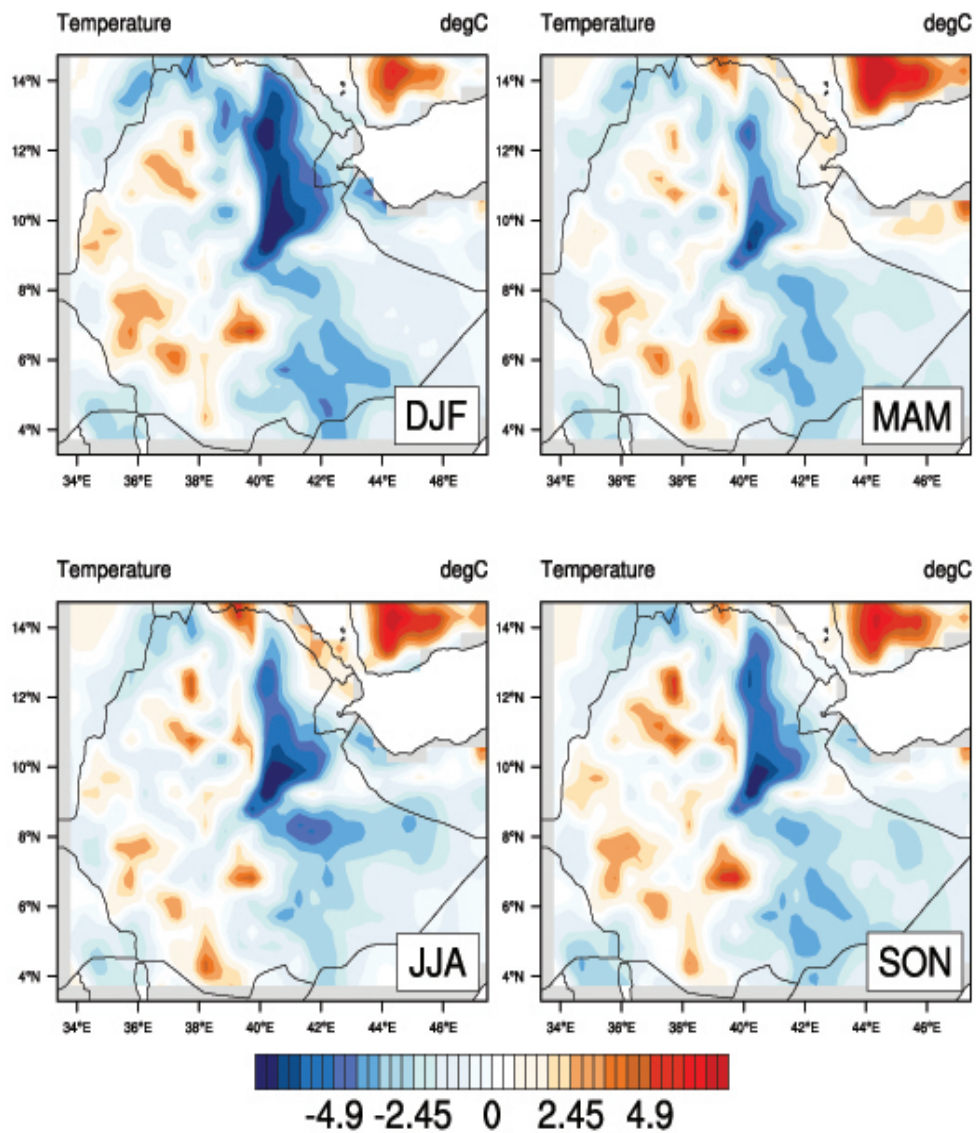 Temperature degC Temperature degC
14°N 14°N
12°N 12°N
10°N 10°N
8°N 8°N
6°N 6°N
4°N DJF 4°N MAM
34°E 36°E 38°E 40°E 42°E 44°E 46°E 34°E 36°E 38°E 40°E 42°E 44°E 46°E
Temperature degC Temperature degC
14°N 14°N
12°N 12°N
10°N 10°N
8°N 8°N
6°N 6°N
4°N JJA 4°N SON
34°E 36°E 38°E 40°E 42°E 44°E 46°E 34°E 36°E 38°E 40°E 42°E 44°E 46°E
-4.9 -2.45 0 2.45 4.9